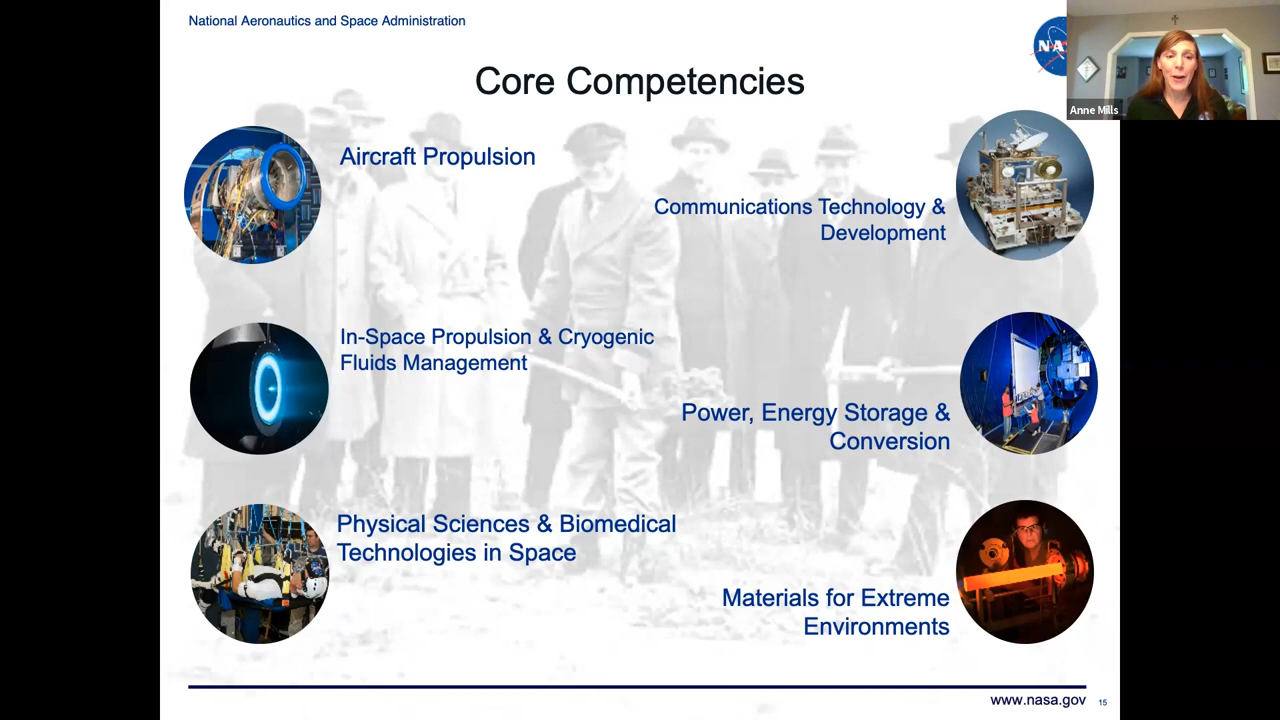 National Aeronautics and Space Administration
NA
Anne Mills
Core Competencies
Aircraft Propulsion
Communications Technology &
Development
In-Space Propulsion & Cryogenic
Fluids Management
Power, Energy Storage &
Conversion
Physical Sciences & Biomedical
Technologies in Space
Materials for Extreme
Environments
www.nasa.gov
15